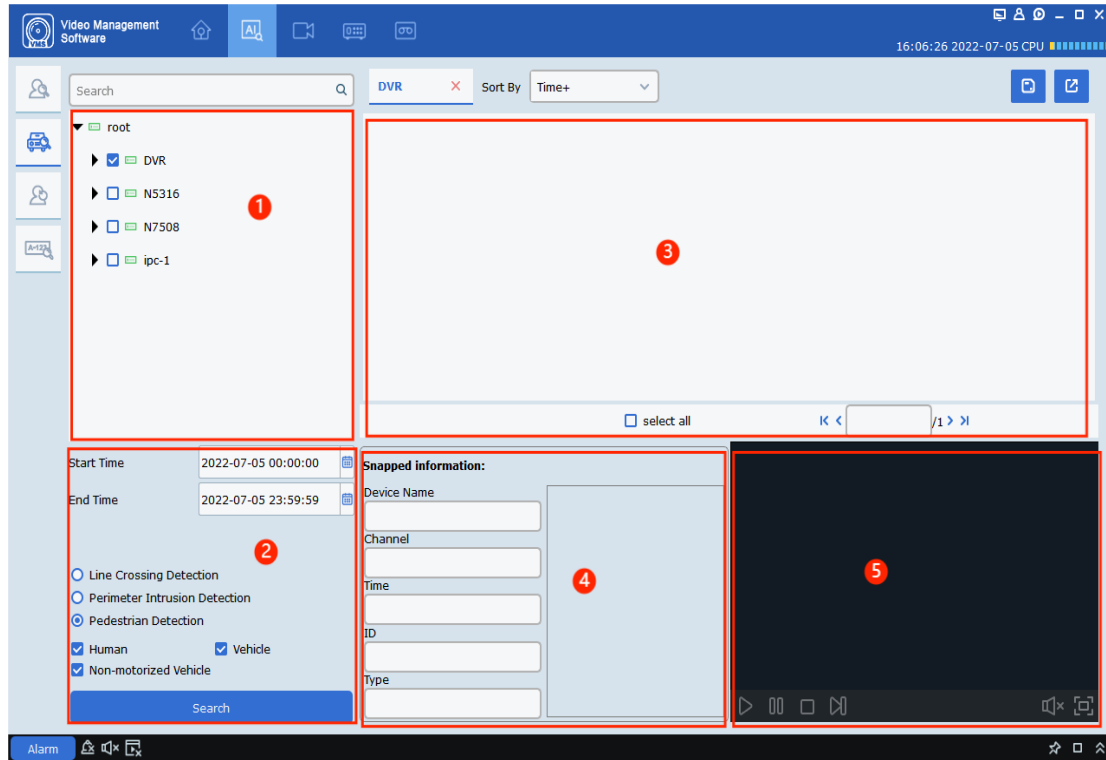 Video Management
Software
VMS
AI
16:06:26 2022-07-05 CPU
Search
DVR
Sort By
Time+
root
DVR
N5316
N7508
ipc-1
A-123
1
3
select all
/1
Start Time
2022-07-05 00:00:00
End Time
2022-07-05 23:59:59
2
Line Crossing Detection
Perimeter Intrusion Detection
Pedestrian Detection
Human
Vehicle
Non-motorized Vehicle
Search
Snapped information:
Device Name
Channel
Time
ID
Type
4
5
Alarm